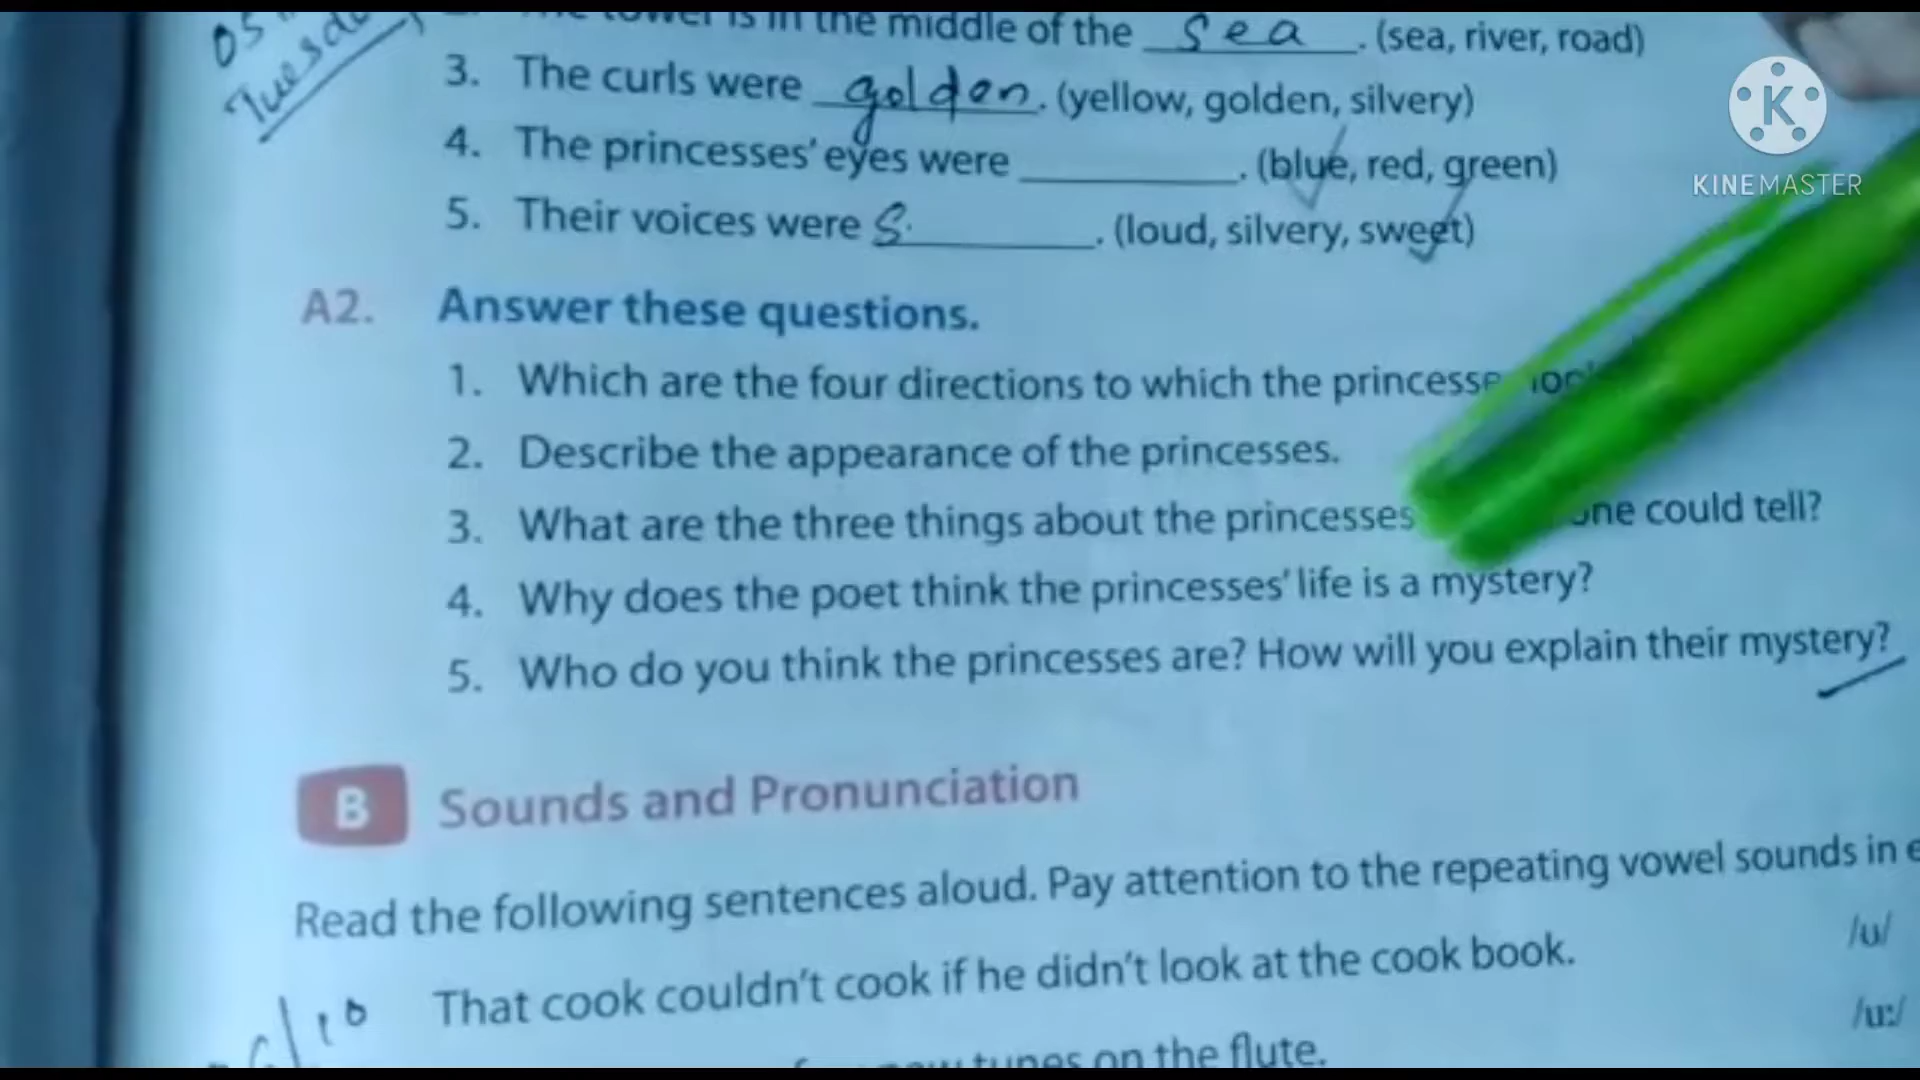 05
Tuesday
The tower is in the middle of the sea. (sea, river, road)
3. The curls were golden. (yellow, golden, silvery)
4. The princesses' eyes were ________. (blue, red, green)
5. Their voices were S. ________. (loud, silvery, sweet)
KINEMASTER
A2. Answer these questions.
1. Which are the four directions to which the
2. Describe the appearance of the princesses.
3. What are the three things about the princesses one could tell?
4. Why does the poet think the princesses' life is a mystery?
5. Who do you think the princesses are? How will you explain their mystery?
B Sounds and Pronunciation
Read the following sentences aloud. Pay attention to the repeating vowel sounds in
/ʊ/
That cook couldn't cook if he didn't look at the cook book.
/u:/
/10
tunes on the flute.